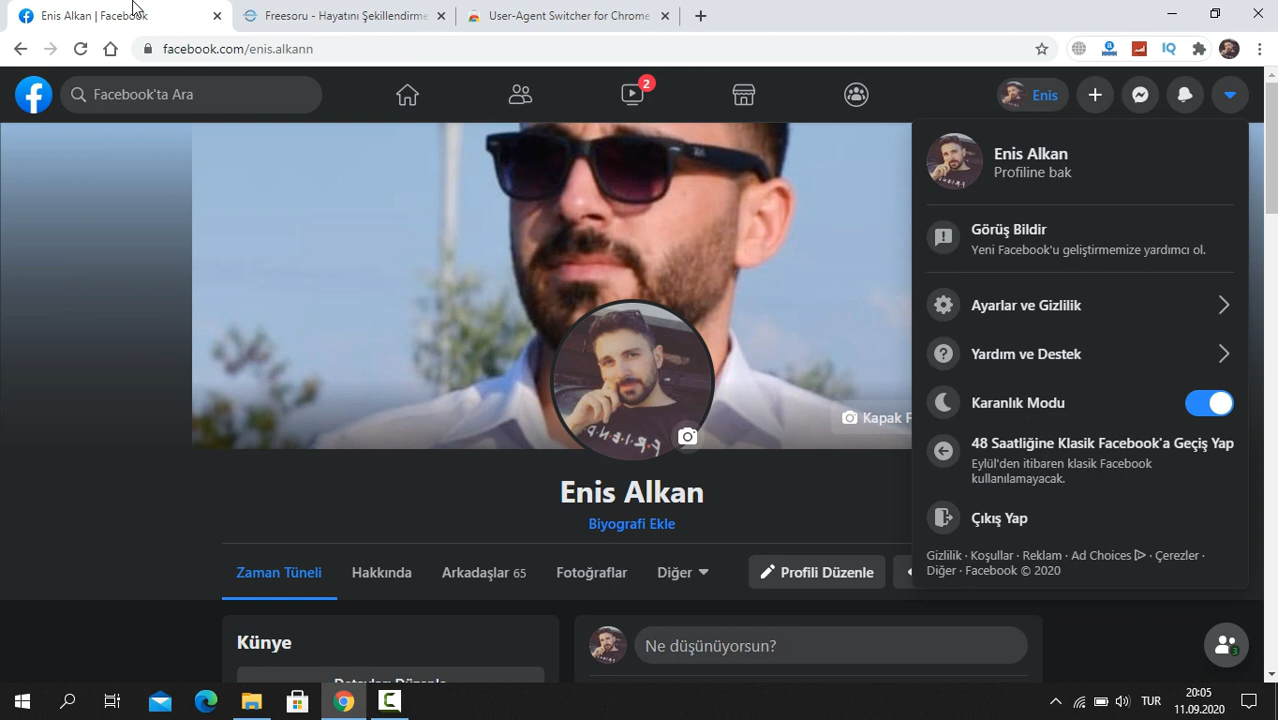 Enis Alkan | Facebook
Freesoru - Hayatını Şekillendirme
User-Agent Switcher for Chrome
facebook.com/enis.alkann
IQ
Facebook'ta Ara
2
Enis
Enis Alkan
Profiline bak
Görüş Bildir
Yeni Facebook'u geliştirmemize yardımcı ol.
Ayarlar ve Gizlilik
Yardım ve Destek
Karanlık Modu
48 Saatliğine Klasik Facebook'a Geçiş Yap
Eylül'den itibaren klasik Facebook
kullanılamayacak.
Çıkış Yap
Gizlilik · Koşullar · Reklam · Ad Choices · Çerezler ·
Diğer · Facebook © 2020
Kapak F
Enis Alkan
Biyografi Ekle
Zaman Tüneli
Hakkında
Arkadaşlar 65
Fotoğraflar
Diğer
Profili Düzenle
Künye
Ne düşünüyorsun?
3
TUR
20:05
11.09.2020